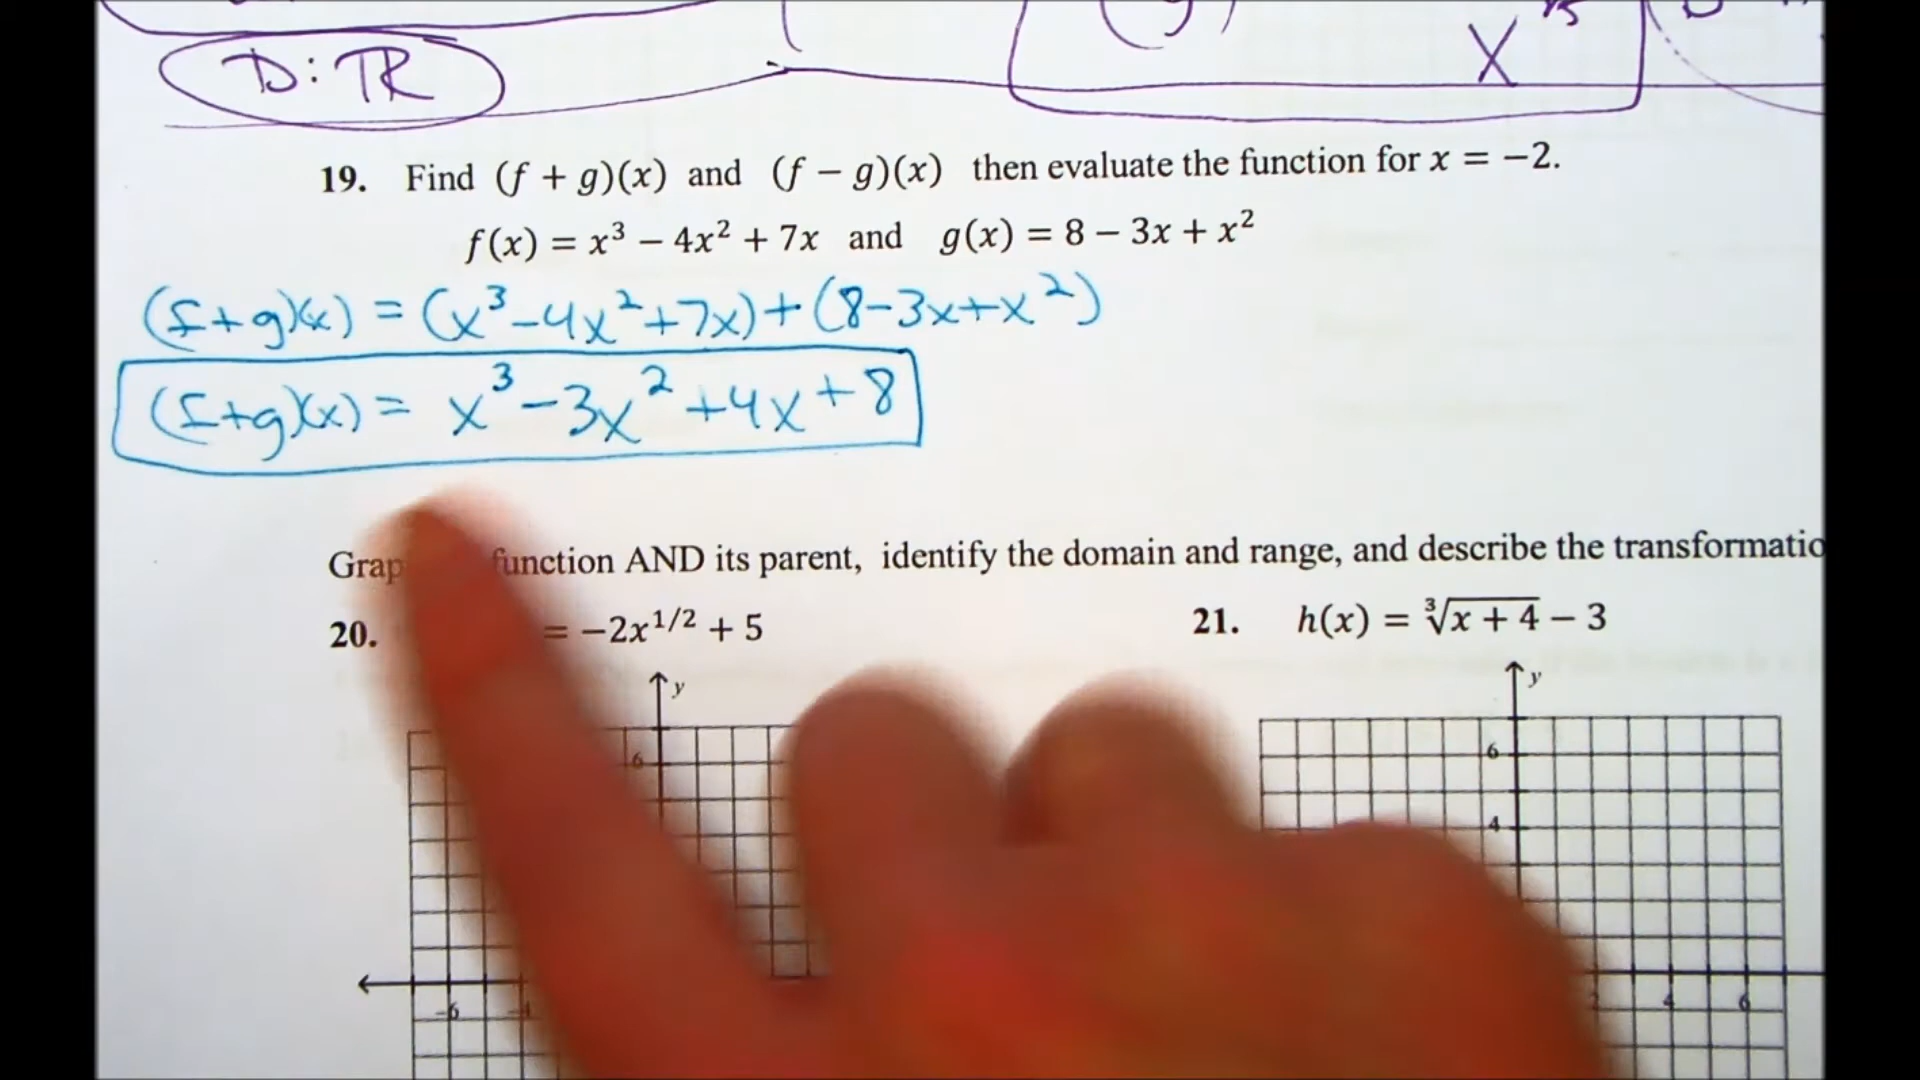 D: ℝ
x
19. Find (f + g)(x) and (f − g)(x) then evaluate the function for x = −2.
f(x) = x³ − 4x² + 7x and g(x) = 8 − 3x + x²
(f+g)(x) = (x³-4x²+7x)+(8-3x+x²)
(f+g)(x) = x³-3x²+4x+8
function AND its parent, identify the domain and range, and describe the
20. = −2x^1/2 + 5
21. h(x) = ∛(x + 4) − 3
y
y
6
6
4
-6
4
6